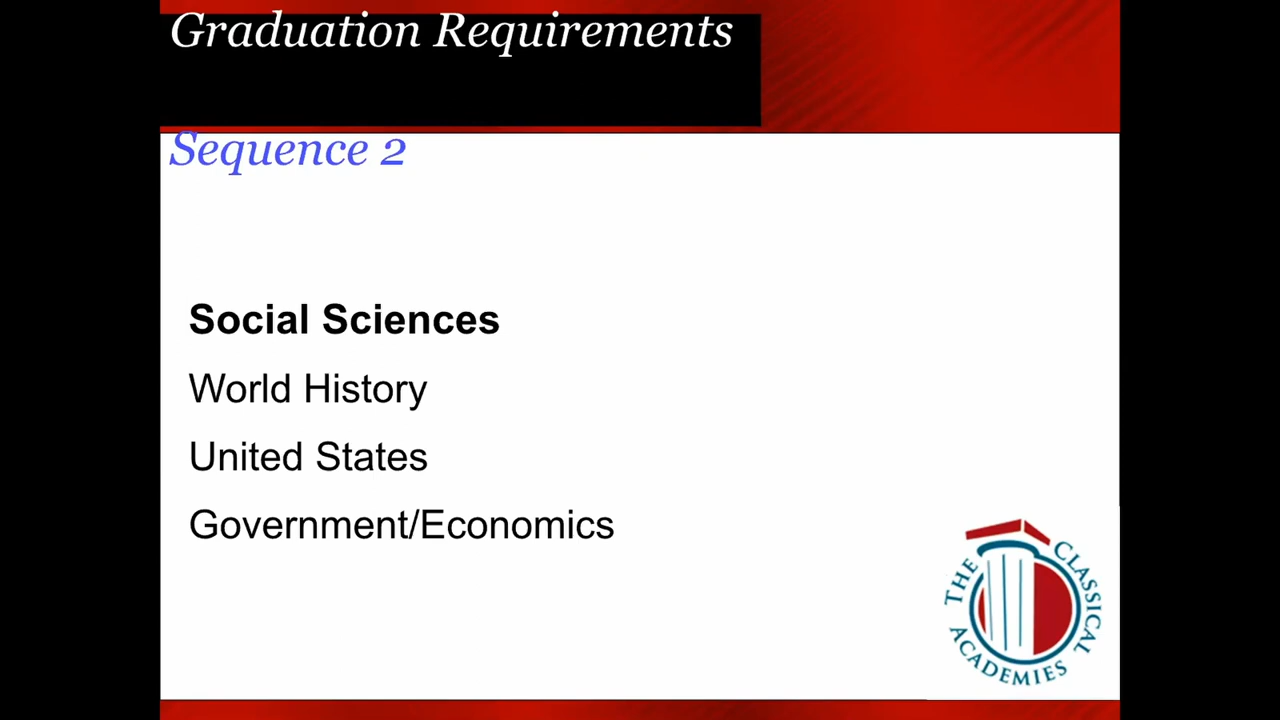 Graduation Requirements
Sequence 2
Social Sciences
World History
United States
Government/Economics
THE CLASSICAL ACADEMIES